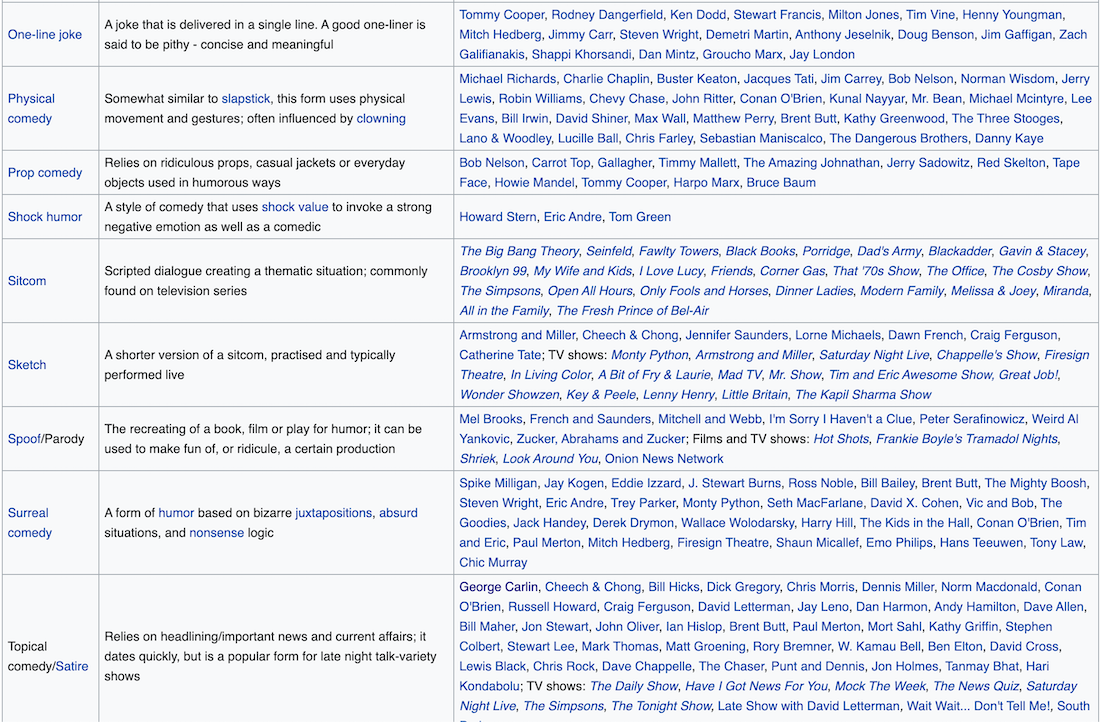 One-line joke
A joke that is delivered in a single line. A good one-liner is
said to be pithy - concise and meaningful
Tommy Cooper, Rodney Dangerfield, Ken Dodd, Stewart Francis, Milton Jones, Tim Vine, Henny Youngman,
Mitch Hedberg, Jimmy Carr, Steven Wright, Demetri Martin, Anthony Jeselnik, Doug Benson, Jim Gaffigan, Zach
Galifianakis, Shappi Khorsandi, Dan Mintz, Groucho Marx, Jay London
Physical
comedy
Somewhat similar to slapstick, this form uses physical
movement and gestures; often influenced by clowning
Michael Richards, Charlie Chaplin, Buster Keaton, Jacques Tati, Jim Carrey, Bob Nelson, Norman Wisdom, Jerry
Lewis, Robin Williams, Chevy Chase, John Ritter, Conan O'Brien, Kunal Nayyar, Mr. Bean, Michael Mcintyre, Lee
Evans, Bill Irwin, David Shiner, Max Wall, Matthew Perry, Brent Butt, Kathy Greenwood, The Three Stooges,
Lano & Woodley, Lucille Ball, Chris Farley, Sebastian Maniscalco, The Dangerous Brothers, Danny Kaye
Prop comedy
Relies on ridiculous props, casual jackets or everyday
objects used in humorous ways
Bob Nelson, Carrot Top, Gallagher, Timmy Mallett, The Amazing Johnathan, Jerry Sadowitz, Red Skelton, Tape
Face, Howie Mandel, Tommy Cooper, Harpo Marx, Bruce Baum
Shock humor
A style of comedy that uses shock value to invoke a strong
negative emotion as well as a comedic
Howard Stern, Eric Andre, Tom Green
Sitcom
Scripted dialogue creating a thematic situation; commonly
found on television series
The Big Bang Theory, Seinfeld, Fawlty Towers, Black Books, Porridge, Dad's Army, Blackadder, Gavin & Stacey,
Brooklyn 99, My Wife and Kids, I Love Lucy, Friends, Corner Gas, That '70s Show, The Office, The Cosby Show,
The Simpsons, Open All Hours, Only Fools and Horses, Dinner Ladies, Modern Family, Melissa & Joey, Miranda,
All in the Family, The Fresh Prince of Bel-Air
Sketch
A shorter version of a sitcom, practised and typically
performed live
Armstrong and Miller, Cheech & Chong, Jennifer Saunders, Lorne Michaels, Dawn French, Craig Ferguson,
Catherine Tate; TV shows: Monty Python, Armstrong and Miller, Saturday Night Live, Chappelle's Show, Firesign
Theatre, In Living Color, A Bit of Fry & Laurie, Mad TV, Mr. Show, Tim and Eric Awesome Show, Great Job!,
Wonder Showzen, Key & Peele, Lenny Henry, Little Britain, The Kapil Sharma Show
Spoof/Parody
The recreating of a book, film or play for humor; it can be
used to make fun of, or ridicule, a certain production
Mel Brooks, French and Saunders, Mitchell and Webb, I'm Sorry I Haven't a Clue, Peter Serafinowicz, Weird Al
Yankovic, Zucker, Abrahams and Zucker; Films and TV shows: Hot Shots, Frankie Boyle's Tramadol Nights,
Shriek, Look Around You, Onion News Network
Surreal
comedy
A form of humor based on bizarre juxtapositions, absurd
situations, and nonsense logic
Spike Milligan, Jay Kogen, Eddie Izzard, J. Stewart Burns, Ross Noble, Bill Bailey, Brent Butt, The Mighty Boosh,
Steven Wright, Eric Andre, Trey Parker, Monty Python, Seth MacFarlane, David X. Cohen, Vic and Bob, The
Goodies, Jack Handey, Derek Drymon, Wallace Wolodarsky, Harry Hill, The Kids in the Hall, Conan O'Brien, Tim
and Eric, Paul Merton, Mitch Hedberg, Firesign Theatre, Shaun Micallef, Emo Philips, Hans Teeuwen, Tony Law,
Chic Murray
Topical
comedy/Satire
Relies on headlining/important news and current affairs; it
dates quickly, but is a popular form for late night talk-variety
shows
George Carlin, Cheech & Chong, Bill Hicks, Dick Gregory, Chris Morris, Dennis Miller, Norm Macdonald, Conan
O'Brien, Russell Howard, Craig Ferguson, David Letterman, Jay Leno, Dan Harmon, Andy Hamilton, Dave Allen,
Bill Maher, Jon Stewart, John Oliver, Ian Hislop, Brent Butt, Paul Merton, Mort Sahl, Kathy Griffin, Stephen
Colbert, Stewart Lee, Mark Thomas, Matt Groening, Rory Bremner, W. Kamau Bell, Ben Elton, David Cross,
Lewis Black, Chris Rock, Dave Chappelle, The Chaser, Punt and Dennis, Jon Holmes, Tanmay Bhat, Hari
Kondabolu; TV shows: The Daily Show, Have I Got News For You, Mock The Week, The News Quiz, Saturday
Night Live, The Simpsons, The Tonight Show, Late Show with David Letterman, Wait Wait... Don't Tell Me!, South